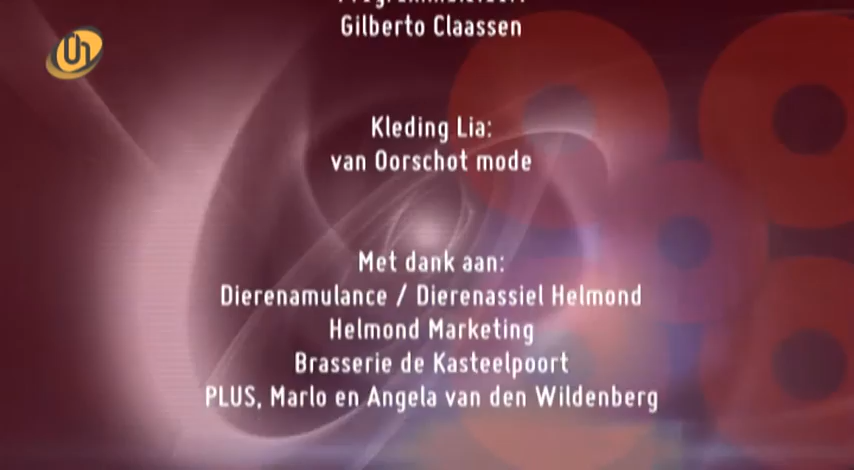 Gilberto Claassen
Kleding Lia:
van Oorschot mode
Met dank aan:
Dierenamulance / Dierenassiel Helmond
Helmond Marketing
Brasserie de Kasteelpoort
PLUS, Marlo en Angela van den Wildenberg